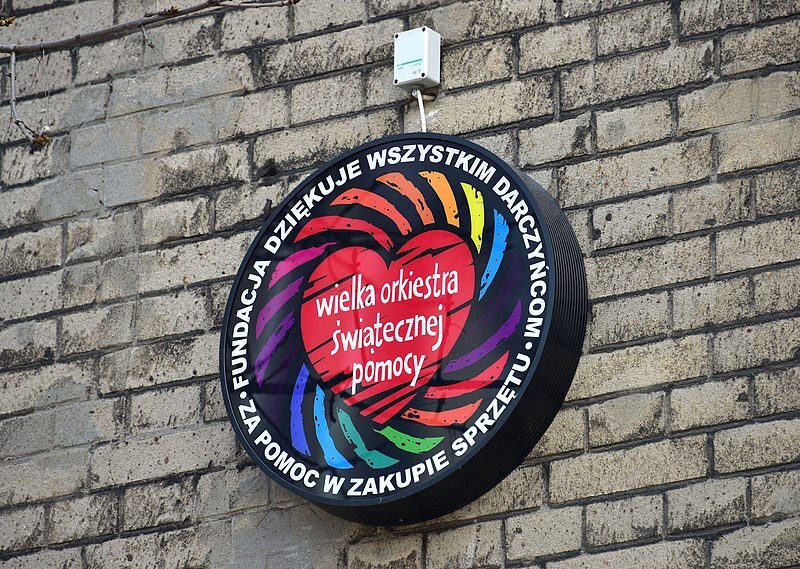 • FUNDACJA DZIĘKUJE WSZYSTKIM DARCZYŃCOM •
ZA POMOC W ZAKUPIE SPRZĘTU
wielka orkiestra
świątecznej
pomocy